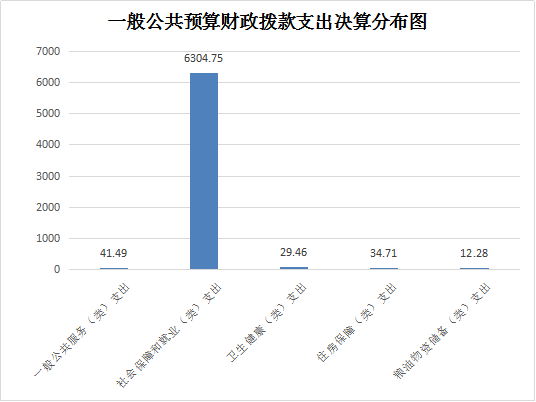 一般公共预算财政拨款支出决算分布图
7000
6000
5000
4000
3000
2000
1000
0
41.49
6304.75
29.46
34.71
12.28
一般公共服务（类）支出
社会保障和就业（类）支出
卫生健康（类）支出
住房保障（类）支出
粮油物资储备（类）支出